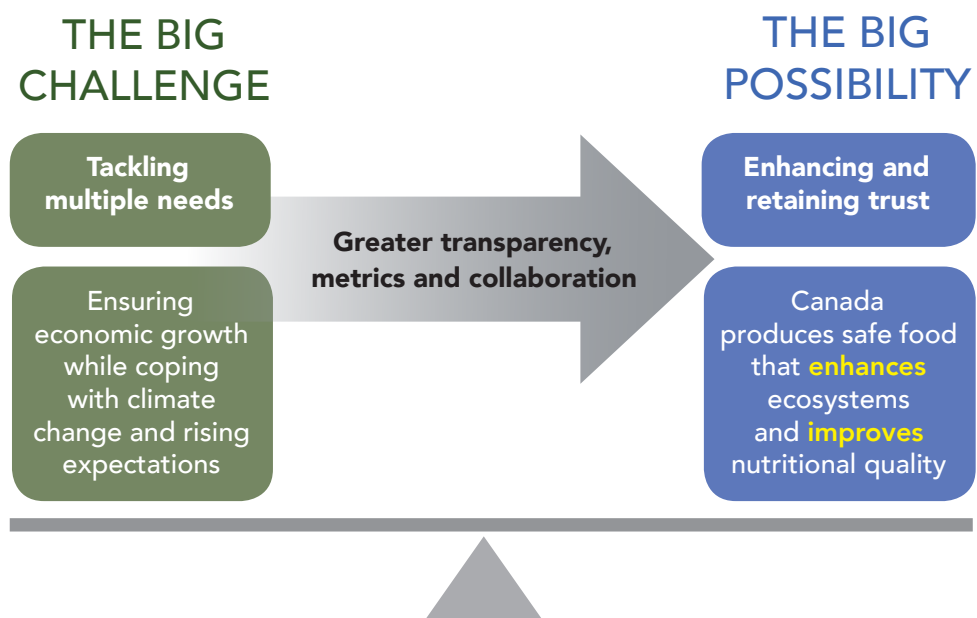 THE BIG
CHALLENGE
Tackling
multiple needs
Ensuring
economic growth
while coping
with climate
change and rising
expectations
Greater transparency,
metrics and collaboration
THE BIG
POSSIBILITY
Enhancing and
retaining trust
Canada
produces safe food
that enhances
ecosystems
and improves
nutritional quality